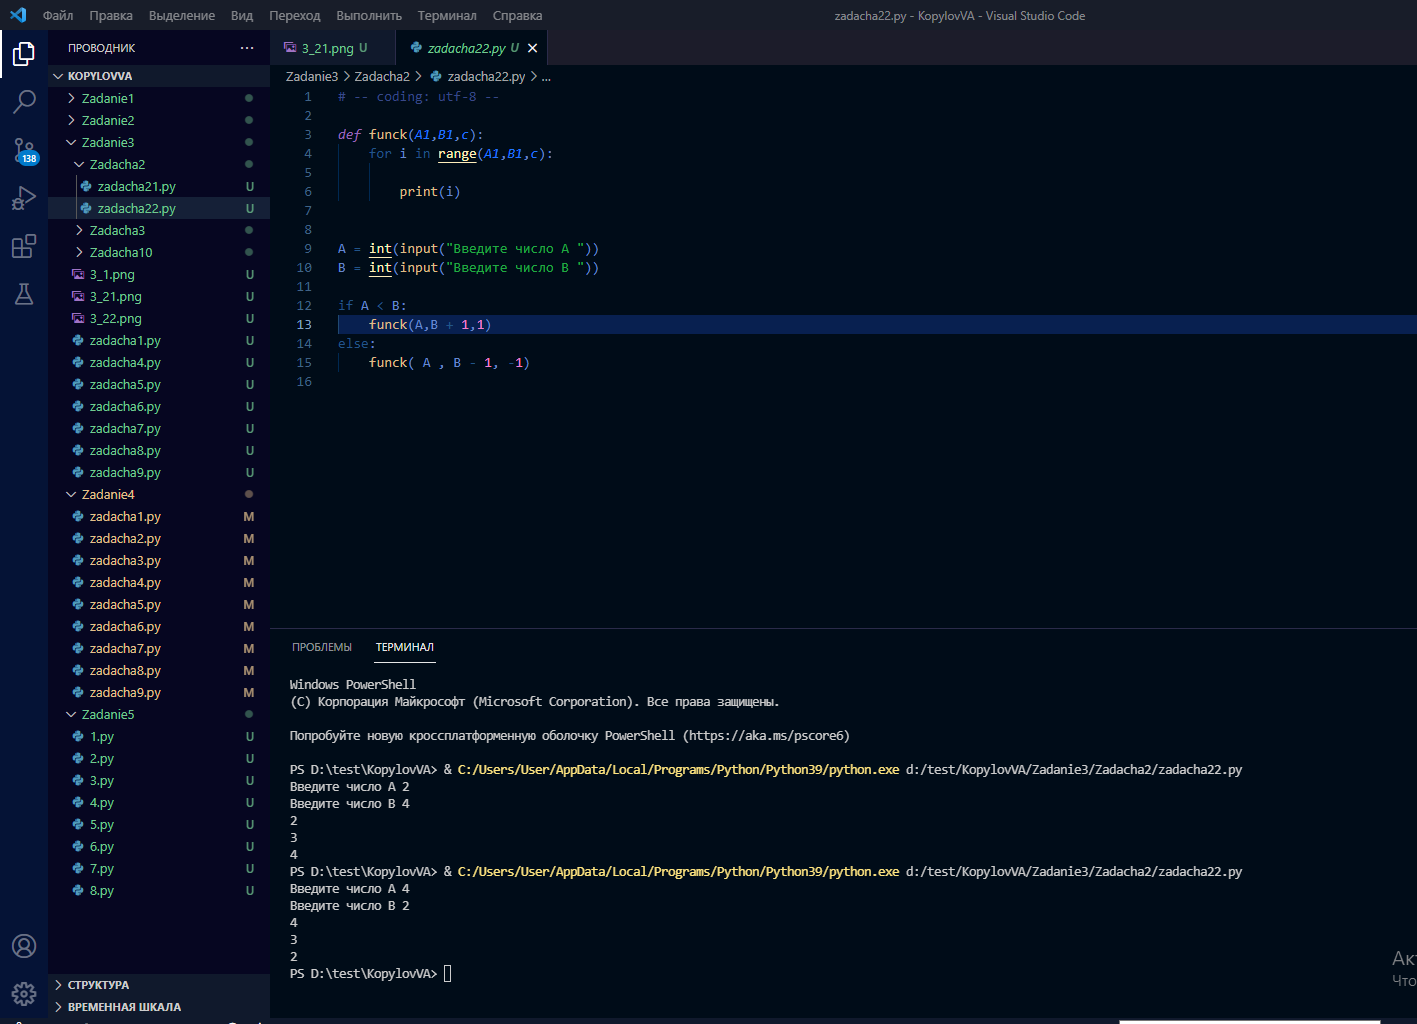 Файл Правка Выделение Вид Переход Выполнить Терминал Справка zadacha22.py - KopylovVA - Visual Studio Code
ПРОВОДНИК ...
3_21.png U zadacha22.py U
KOPYLOVVA
Zadanie3 > Zadacha2 > zadacha22.py > ...
Zadanie1
Zadanie2
Zadanie3
Zadacha2
zadacha21.py U
zadacha22.py U
Zadacha3
Zadacha10
3_1.png U
3_21.png U
3_22.png U
zadacha1.py U
zadacha4.py U
zadacha5.py U
zadacha6.py U
zadacha7.py U
zadacha8.py U
zadacha9.py U
Zadanie4
zadacha1.py M
zadacha2.py M
zadacha3.py M
zadacha4.py M
zadacha5.py M
zadacha6.py M
zadacha7.py M
zadacha8.py M
zadacha9.py M
Zadanie5
1.py U
2.py U
3.py U
4.py U
5.py U
6.py U
7.py U
8.py U
СТРУКТУРА
ВРЕМЕННАЯ ШКАЛА
138
1 # -- coding: utf-8 --
2
3 def funck(A1,B1,c):
4 for i in range(A1,B1,c):
5
6 print(i)
7
8
9 A = int(input("Введите число A "))
10 B = int(input("Введите число B "))
11
12 if A < B:
13 funck(A,B + 1,1)
14 else:
15 funck( A , B - 1, -1)
16
ПРОБЛЕМЫ ТЕРМИНАЛ
Windows PowerShell
(C) Корпорация Майкрософт (Microsoft Corporation). Все права защищены.
Попробуйте новую кроссплатформенную оболочку PowerShell (https://aka.ms/pscore6)
PS D:\test\KopylovVA> & C:/Users/User/AppData/Local/Programs/Python/Python39/python.exe d:/test/KopylovVA/Zadanie3/Zadacha2/zadacha22.py
Введите число A 2
Введите число B 4
2
3
4
PS D:\test\KopylovVA> & C:/Users/User/AppData/Local/Programs/Python/Python39/python.exe d:/test/KopylovVA/Zadanie3/Zadacha2/zadacha22.py
Введите число A 4
Введите число B 2
4
3
2
PS D:\test\KopylovVA>
Ак
Что